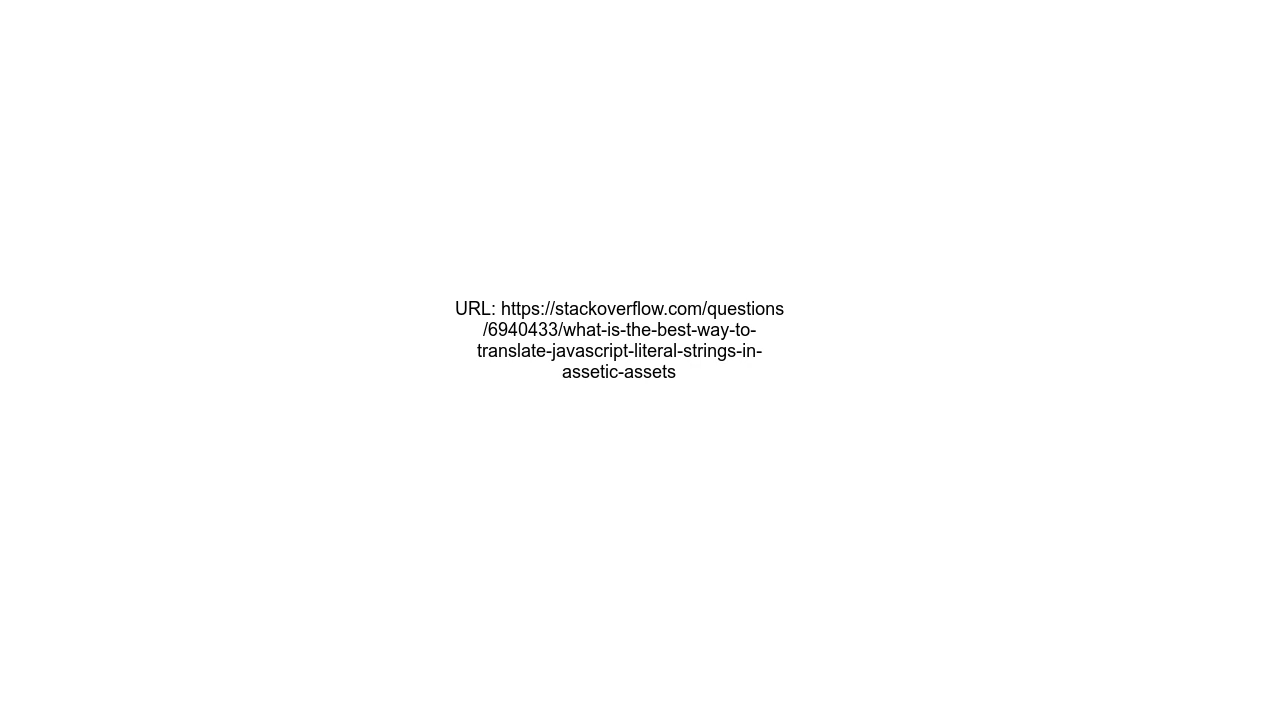 URL: https://stackoverflow.com/questions
/6940433/what-is-the-best-way-to-
translate-javascript-literal-strings-in-
assetic-assets